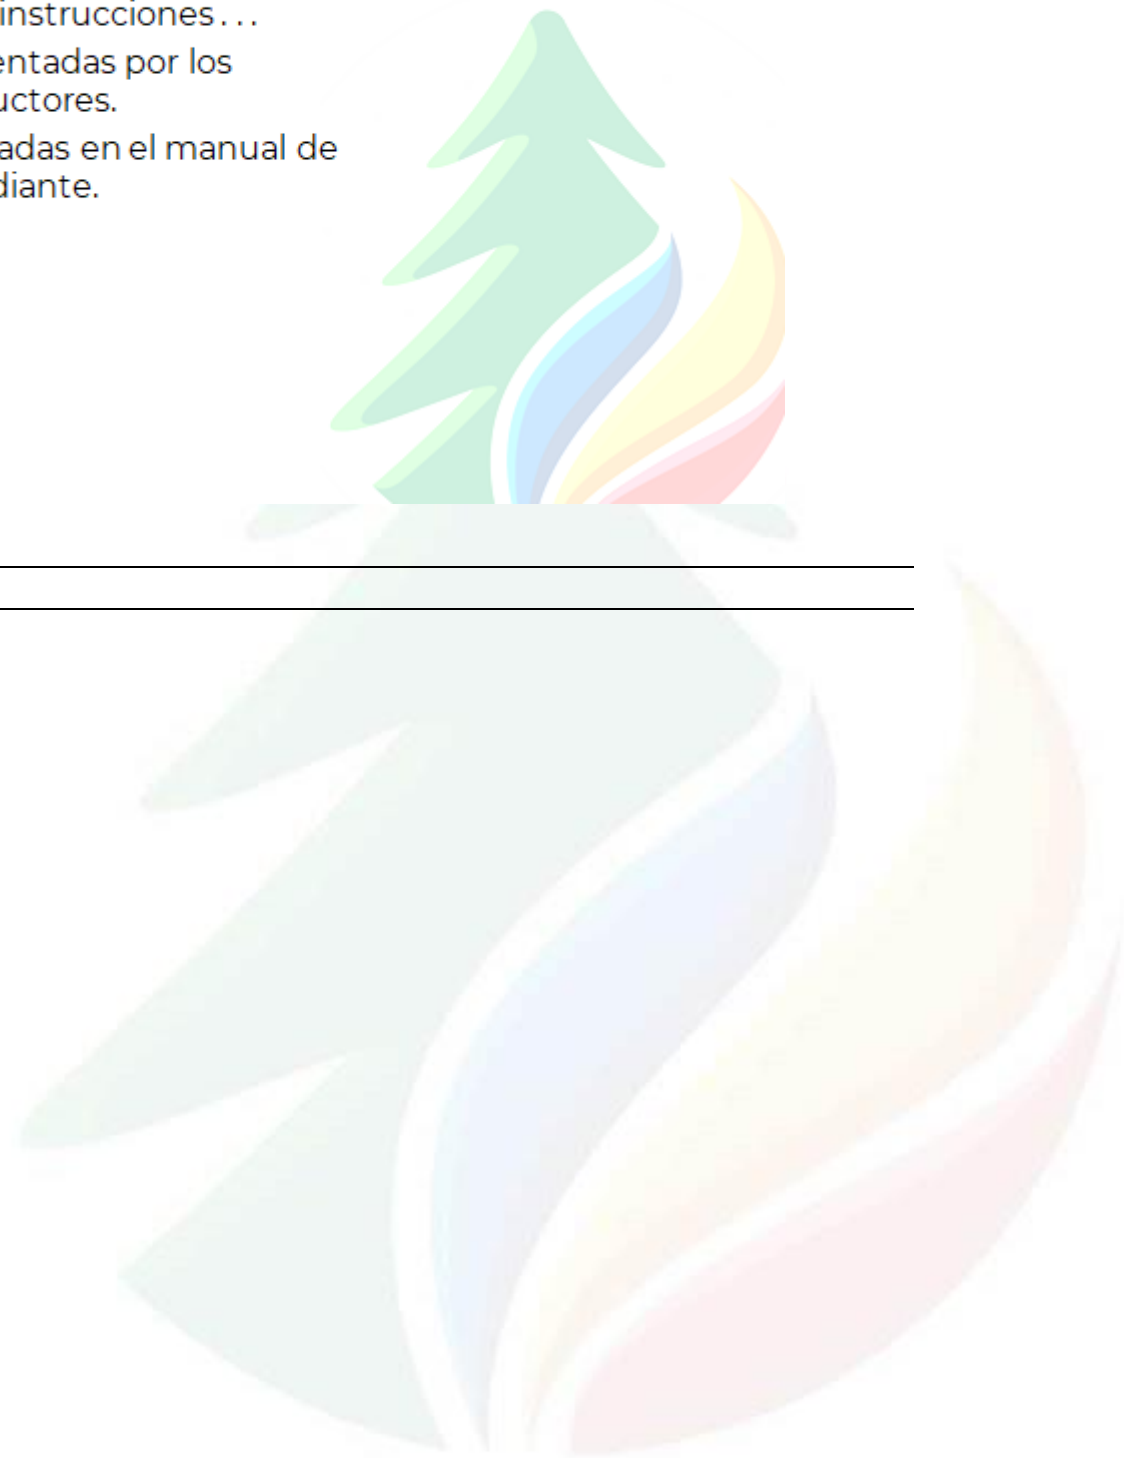 instrucciones...
entadas por los
uctores.
adas en el manual de
diante.